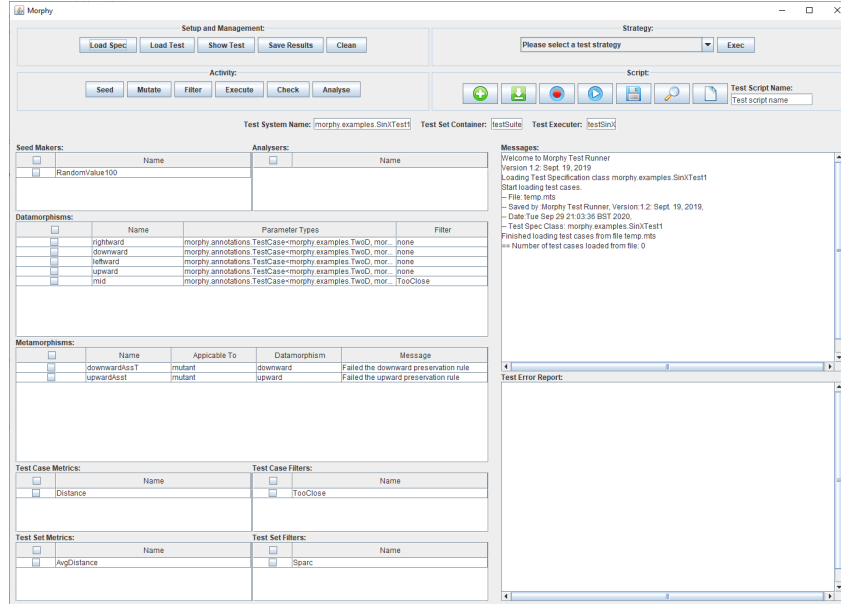 Morphy
Setup and Management:
Load Spec Load Test Show Test Save Results Clean
Strategy:
Please select a test strategy Exec
Activity:
Seed Mutate Filter Execute Check Analyse
Script:
Test Script Name:
Test script name
Test System Name: morphy.examples.SinXTest1 Test Set Container: testSuite Test Executer: testSinX
Seed Makers:
Name
RandomValue100
Analysers:
Name
Datamorphisms:
Name Parameter Types Filter
rightward morphy.annotations.TestCase<morphy.examples.TwoD, mor... none
downward morphy.annotations.TestCase<morphy.examples.TwoD, mor... none
leftward morphy.annotations.TestCase<morphy.examples.TwoD, mor... none
upward morphy.annotations.TestCase<morphy.examples.TwoD, mor... none
mid morphy.annotations.TestCase<morphy.examples.TwoD, mor... TooClose
Metamorphisms:
Name Appicable To Datamorphism Message
downwardAssT mutant downward Failed the downward preservation rule
upwardAsst mutant upward Failed the upward preservation rule
Test Case Metrics:
Name
Distance
Test Case Filters:
Name
TooClose
Test Set Metrics:
Name
AvgDistance
Test Set Filters:
Name
Sparc
Messages:
Welcome to Morphy Test Runner
Version 1.2: Sept. 19, 2019
Loading Test Specification class morphy.examples.SinXTest1
Start loading test cases.
-- File: temp.mts
-- Saved by :Morphy Test Runner, Version:1.2: Sept. 19, 2019,
-- Date:Tue Sep 29 21:03:36 BST 2020,
-- Test Spec Class: morphy.examples.SinXTest1
Finished loading test cases from file temp.mts
== Number of test cases loaded from file: 0
Test Error Report: